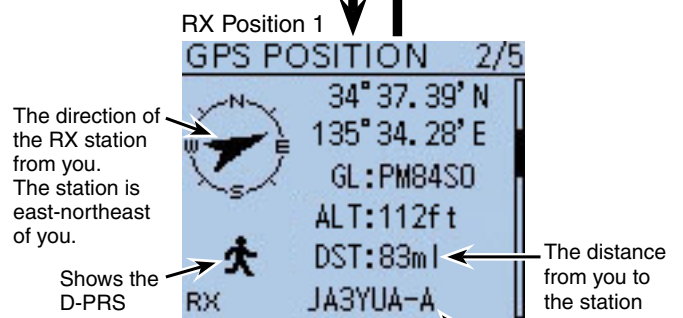 RX Position 1
GPS POSITION 2/5
34°37.39' N
135°34.28' E
GL:PM84SO
ALT:112ft
DST:83ml
JA3YUA-A
RX
N
W
E
S
The direction of
the RX station
from you.
The station is
east-northeast
of you.
Shows the
D-PRS
The distance
from you to
the station